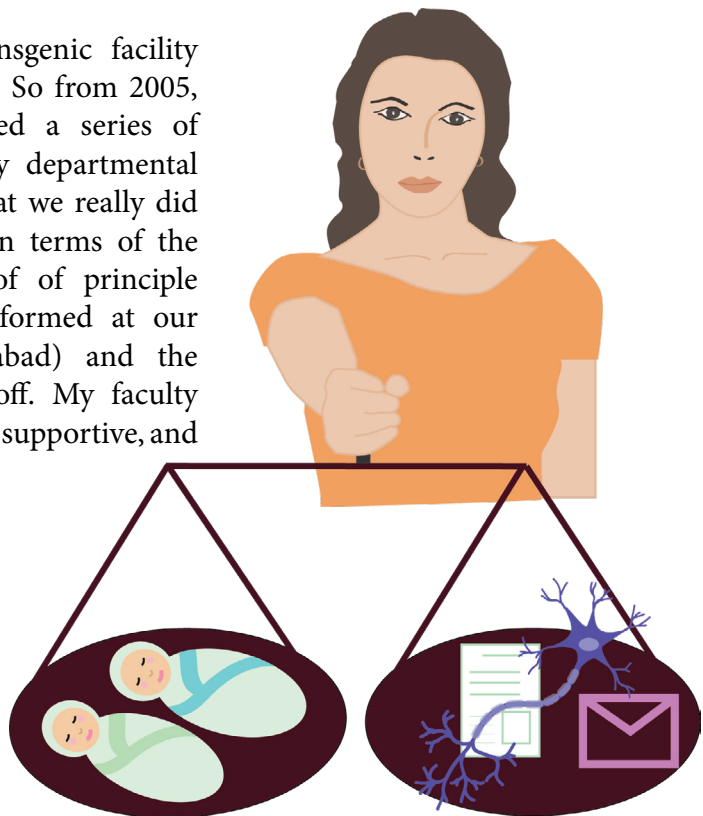 nsgenic facility
So from 2005,
ed a series of
y departmental
at we really did
n terms of the
of of principle
formed at our
abad) and the
off. My faculty
supportive, and